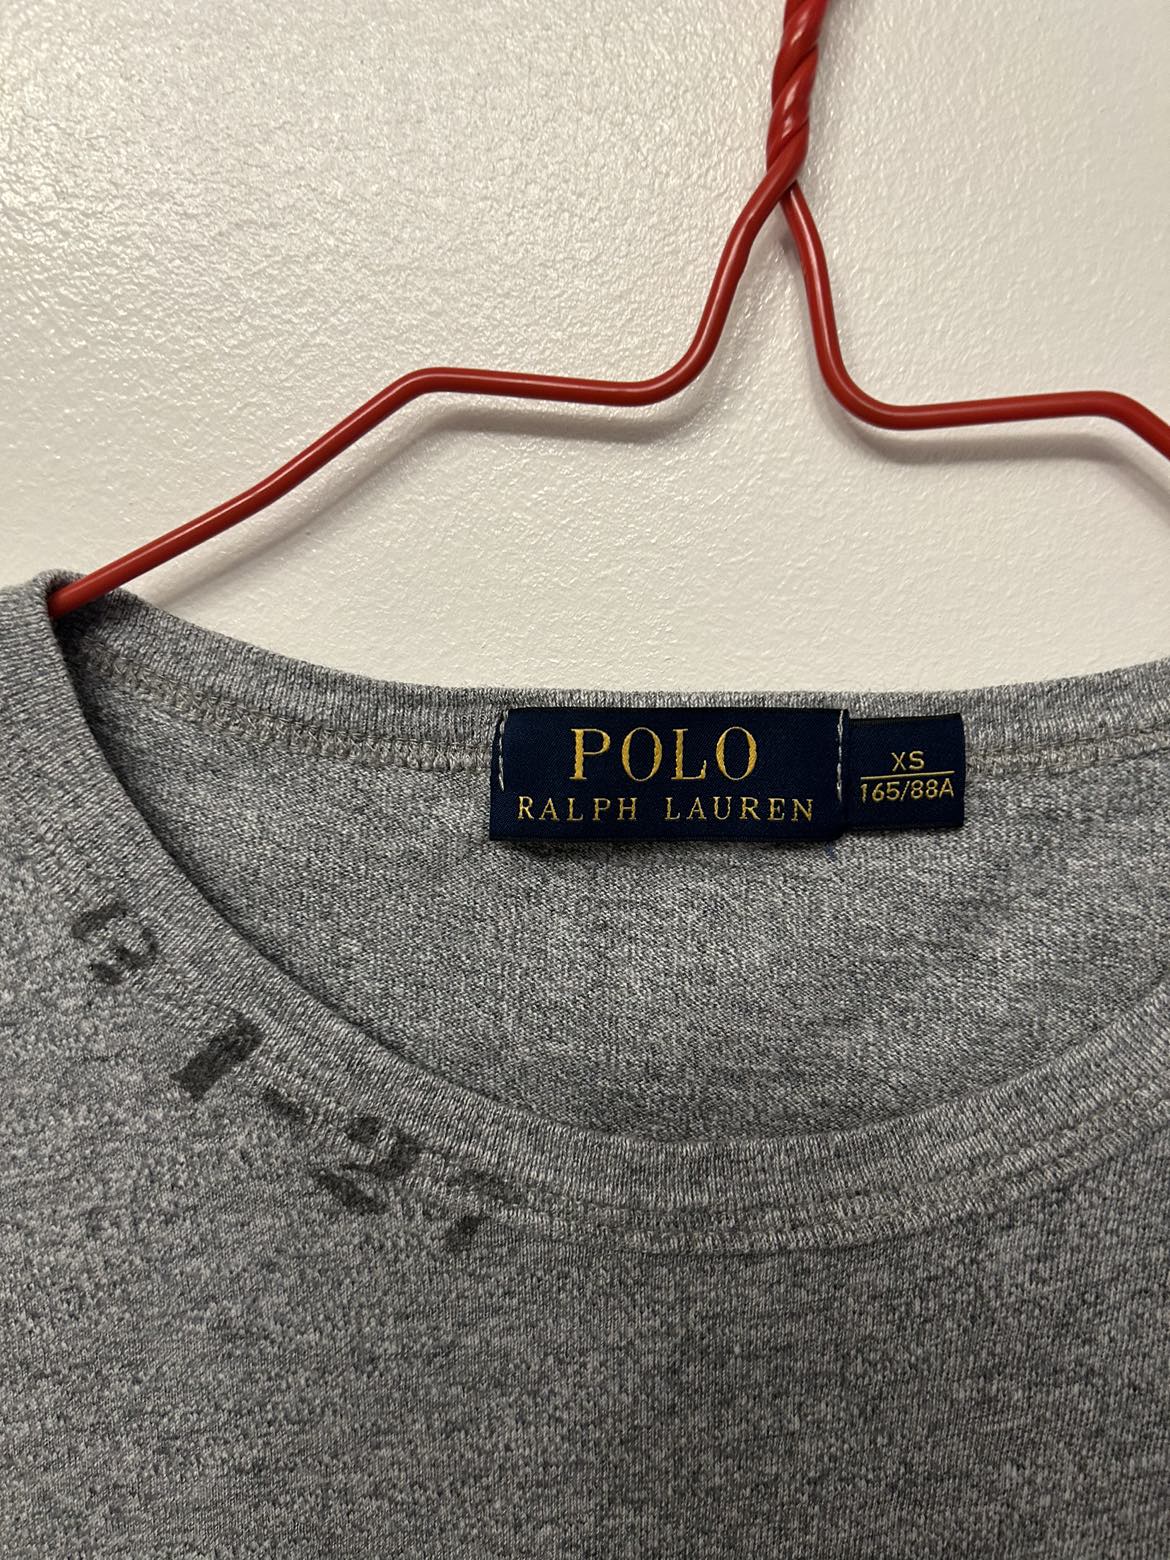 POLO
RALPH LAUREN
XS
165/88A